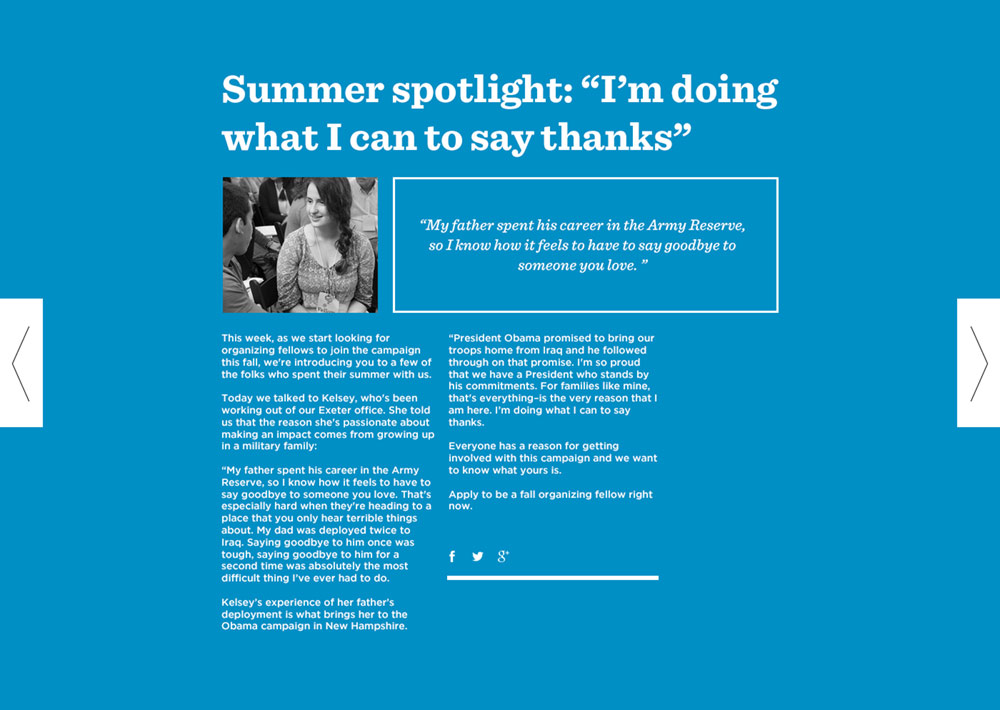 Summer spotlight: “I’m doing
what I can to say thanks”
“My father spent his career in the Army Reserve,
so I know how it feels to have to say goodbye to
someone you love. ”
This week, as we start looking for
organizing fellows to join the campaign
this fall, we're introducing you to a few of
the folks who spent their summer with us.
Today we talked to Kelsey, who's been
working out of our Exeter office. She told
us that the reason she's passionate about
making an impact comes from growing up
in a military family:
“My father spent his career in the Army
Reserve, so I know how it feels to have to
say goodbye to someone you love. That's
especially hard when they're heading to a
place that you only hear terrible things
about. My dad was deployed twice to
Iraq. Saying goodbye to him once was
tough, saying goodbye to him for a
second time was absolutely the most
difficult thing I've ever had to do.
Kelsey's experience of her father's
deployment is what brings her to the
Obama campaign in New Hampshire.
“President Obama promised to bring our
troops home from Iraq and he followed
through on that promise. I'm so proud
that we have a President who stands by
his commitments. For families like mine,
that's everything–is the very reason that I
am here. I'm doing what I can to say
thanks.
Everyone has a reason for getting
involved with this campaign and we want
to know what yours is.
Apply to be a fall organizing fellow right
now.